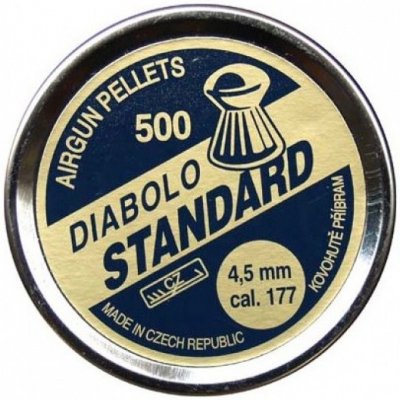 AIRGUN PELLETS
500
DIABOLO
STANDARD
CZ
4,5 mm
cal. 177
MADE IN CZECH REPUBLIC
KOVOHUTĚ PŘÍBRAM